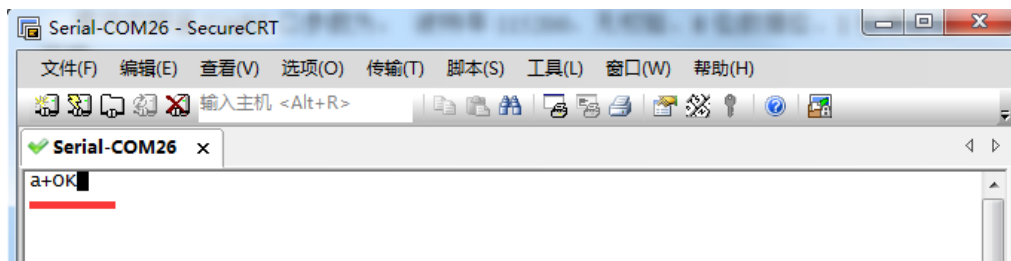 Serial-COM26 - SecureCRT
文件(F) 编辑(E) 查看(V) 选项(O) 传输(T) 脚本(S) 工具(L) 窗口(W) 帮助(H)
输入主机 <Alt+R>
Serial-COM26
a+OK